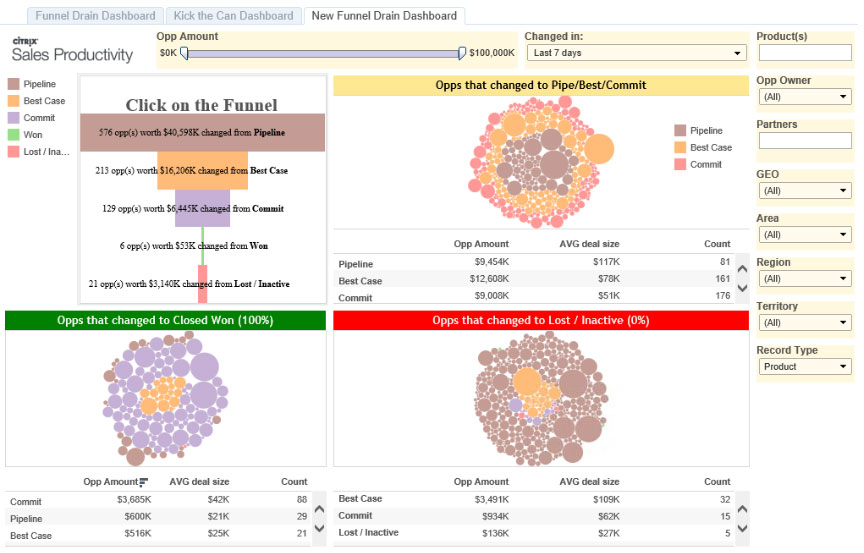 Funnel Drain Dashboard
Kick the Can Dashboard
New Funnel Drain Dashboard
CITRIX
Sales Productivity
Opp Amount
$0K
$100,000K
Changed in:
Last 7 days
Product(s)
Opp Owner
(All)
Partners
GEO
(All)
Area
(All)
Region
(All)
Territory
(All)
Record Type
Product
Pipeline
Best Case
Commit
Won
Lost / Ina...
Click on the Funnel
576 opp(s) worth $40,598K changed from Pipeline
213 opp(s) worth $16,206K changed from Best Case
129 opp(s) worth $6,445K changed from Commit
6 opp(s) worth $53K changed from Won
21 opp(s) worth $3,140K changed from Lost / Inactive
Opps that changed to Pipe/Best/Commit
Pipeline
Best Case
Commit
Opp Amount AVG deal size Count
Pipeline $9,454K $117K 81
Best Case $12,608K $78K 161
Commit $9,008K $51K 176
Opps that changed to Closed Won (100%)
Opp Amount AVG deal size Count
Commit $3,685K $42K 88
Pipeline $600K $21K 29
Best Case $516K $25K 21
Opps that changed to Lost / Inactive (0%)
Opp Amount AVG deal size Count
Best Case $3,491K $109K 32
Commit $934K $62K 15
Lost / Inactive $136K $27K 5